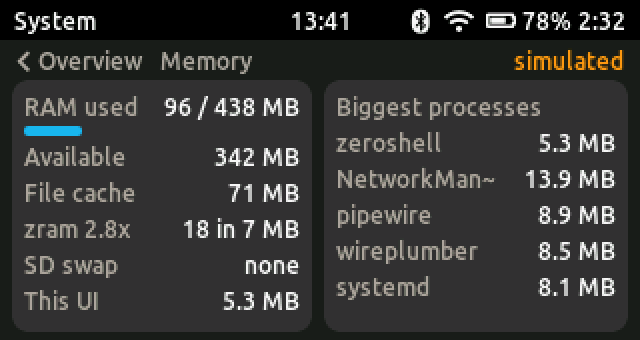 System 13:41 78% 2:32
Overview Memory simulated
RAM used 96 / 438 MB
Available 342 MB
File cache 71 MB
zram 2.8x 18 in 7 MB
SD swap none
This UI 5.3 MB
Biggest processes
zeroshell 5.3 MB
NetworkMan~ 13.9 MB
pipewire 8.9 MB
wireplumber 8.5 MB
systemd 8.1 MB